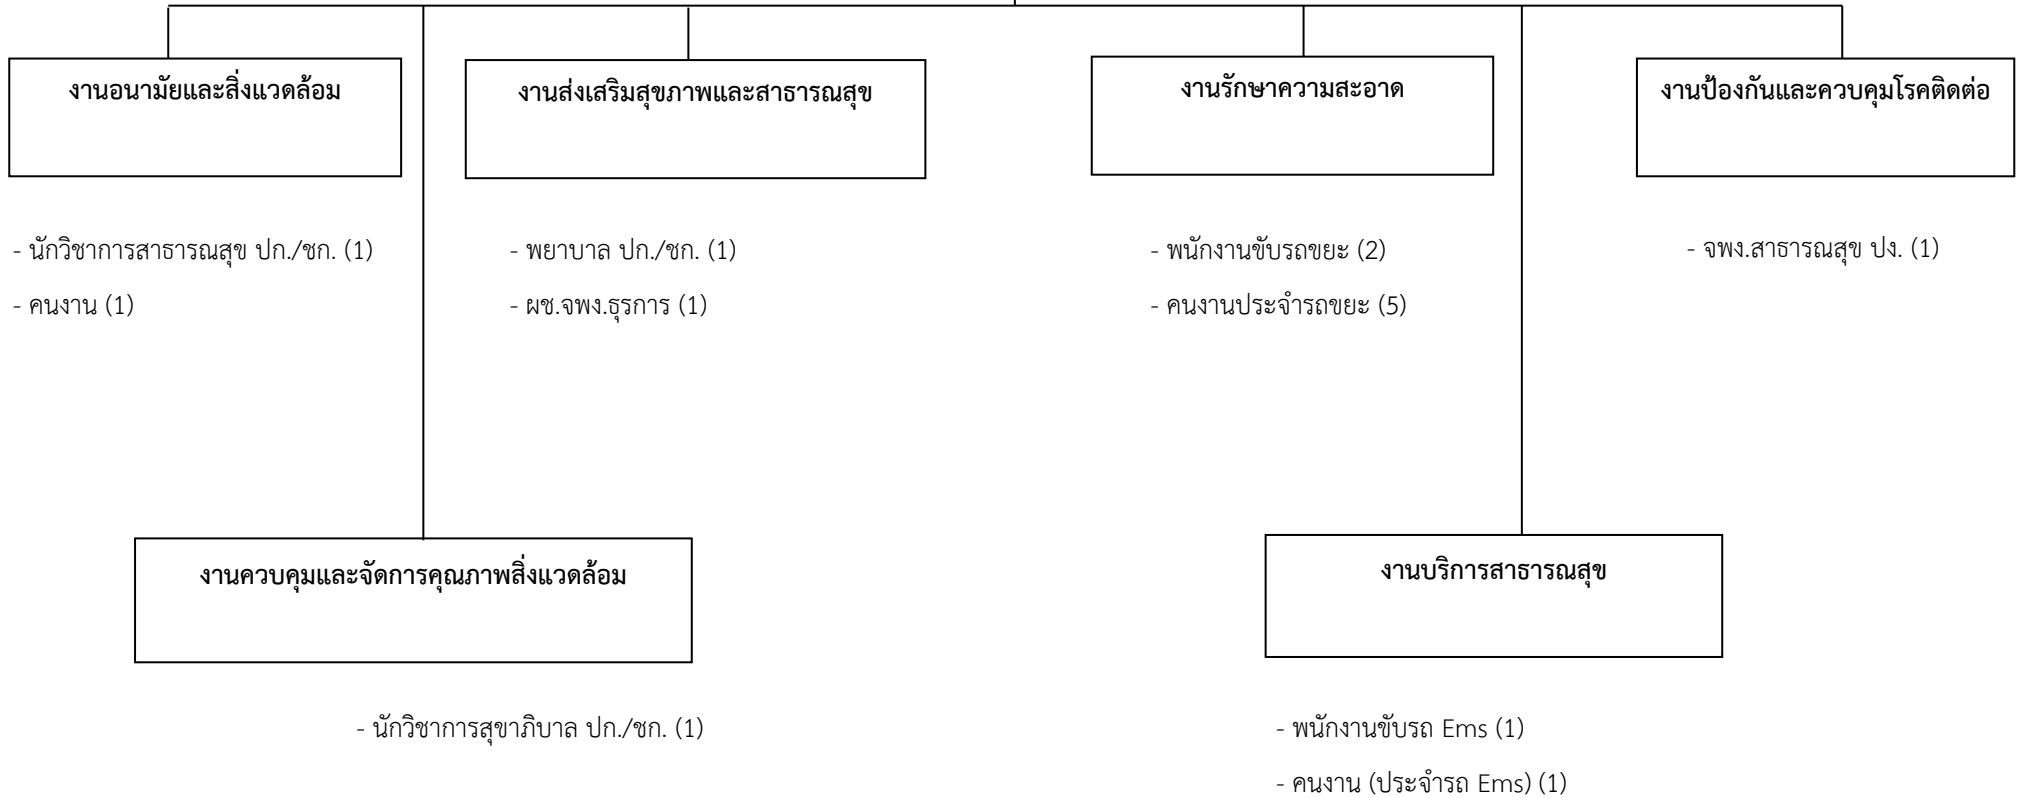 งานอนามัยและสิ่งแวดล้อม
งานส่งเสริมสุขภาพและสาธารณสุข
งานรักษาความสะอาด
งานป้องกันและควบคุมโรคติดต่อ
- นักวิชาการสาธารณสุข ปก./ชก. (1)
- คนงาน (1)
- พยาบาล ปก./ชก. (1)
- ผช.จพง.ธุรการ (1)
- พนักงานขับรถขยะ (2)
- คนงานประจำรถขยะ (5)
- จพง.สาธารณสุข ปง. (1)
งานควบคุมและจัดการคุณภาพสิ่งแวดล้อม
งานบริการสาธารณสุข
- นักวิชาการสุขาภิบาล ปก./ชก. (1)
- พนักงานขับรถ Ems (1)
- คนงาน (ประจำรถ Ems) (1)